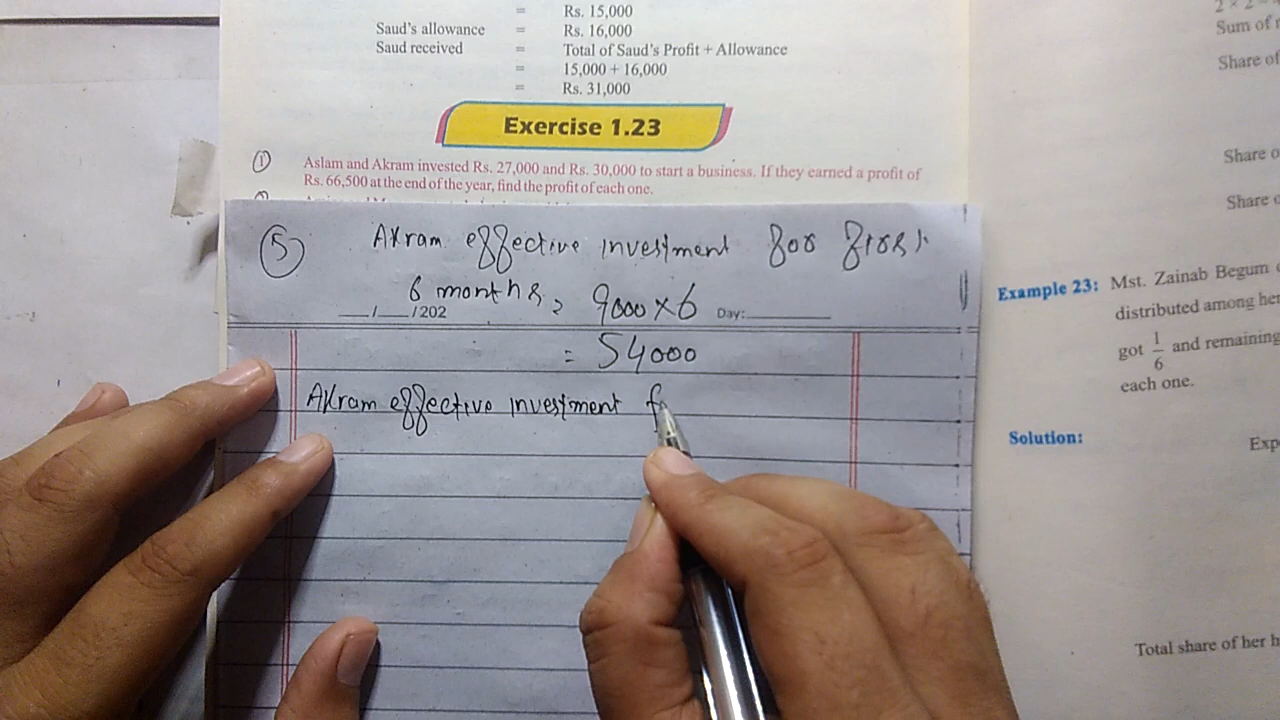 = Rs. 15,000
Saud's allowance = Rs. 16,000
Saud received = Total of Saud's Profit + Allowance
= 15,000 + 16,000
= Rs. 31,000
Exercise 1.23
① Aslam and Akram invested Rs. 27,000 and Rs. 30,000 to start a business. If they earned a profit of
Rs. 66,500 at the end of the year, find the profit of each one.
⑤ Akram effective investment for first
6 months = 9000 × 6
__/__/202 Day:
= 54000
Akram effective investment f
Sum of
Share of
Share o
Share
Example 23: Mst. Zainab Begum
distributed among her
got 1/6 and remaining
each one.
Solution:
Exp
Total share of her h